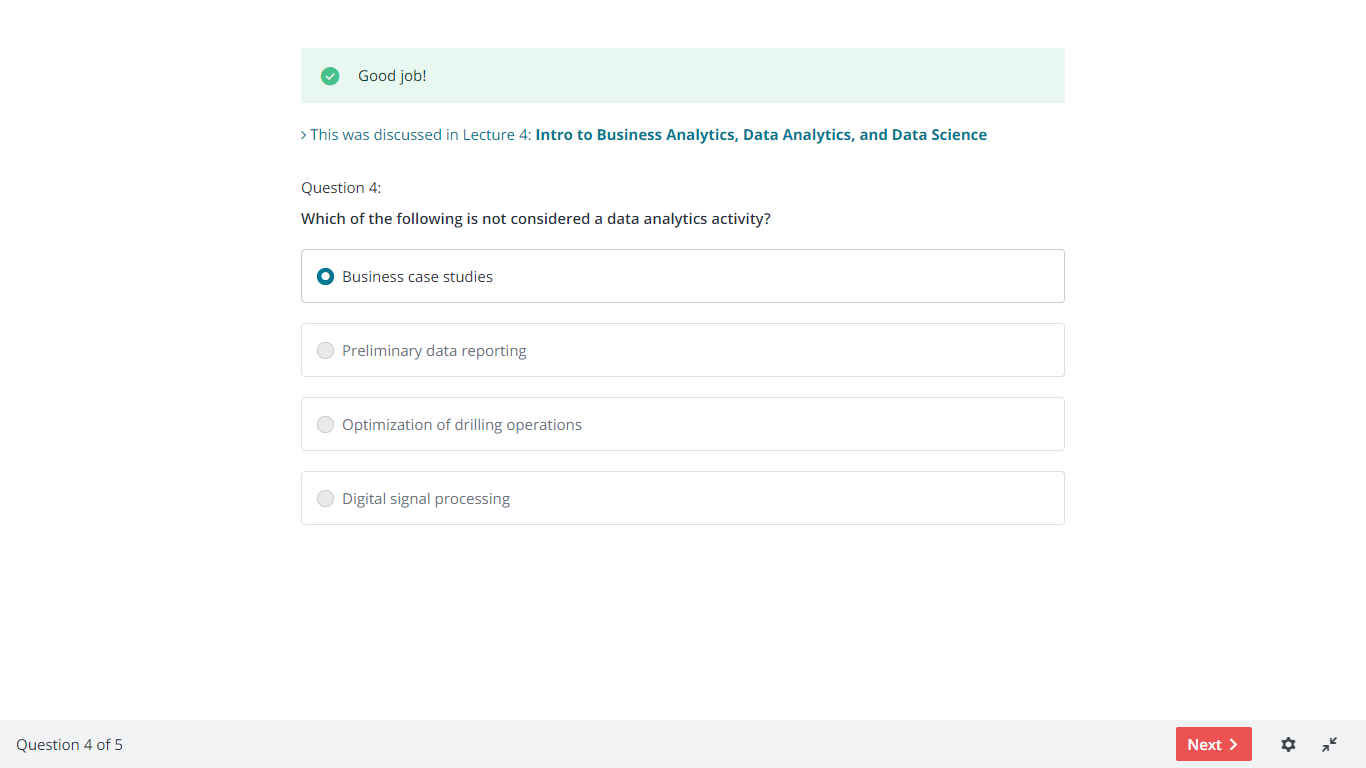 Good job!
This was discussed in Lecture 4: Intro to Business Analytics, Data Analytics, and Data Science
Question 4:
Which of the following is not considered a data analytics activity?
Business case studies
Preliminary data reporting
Optimization of drilling operations
Digital signal processing
Question 4 of 5
Next